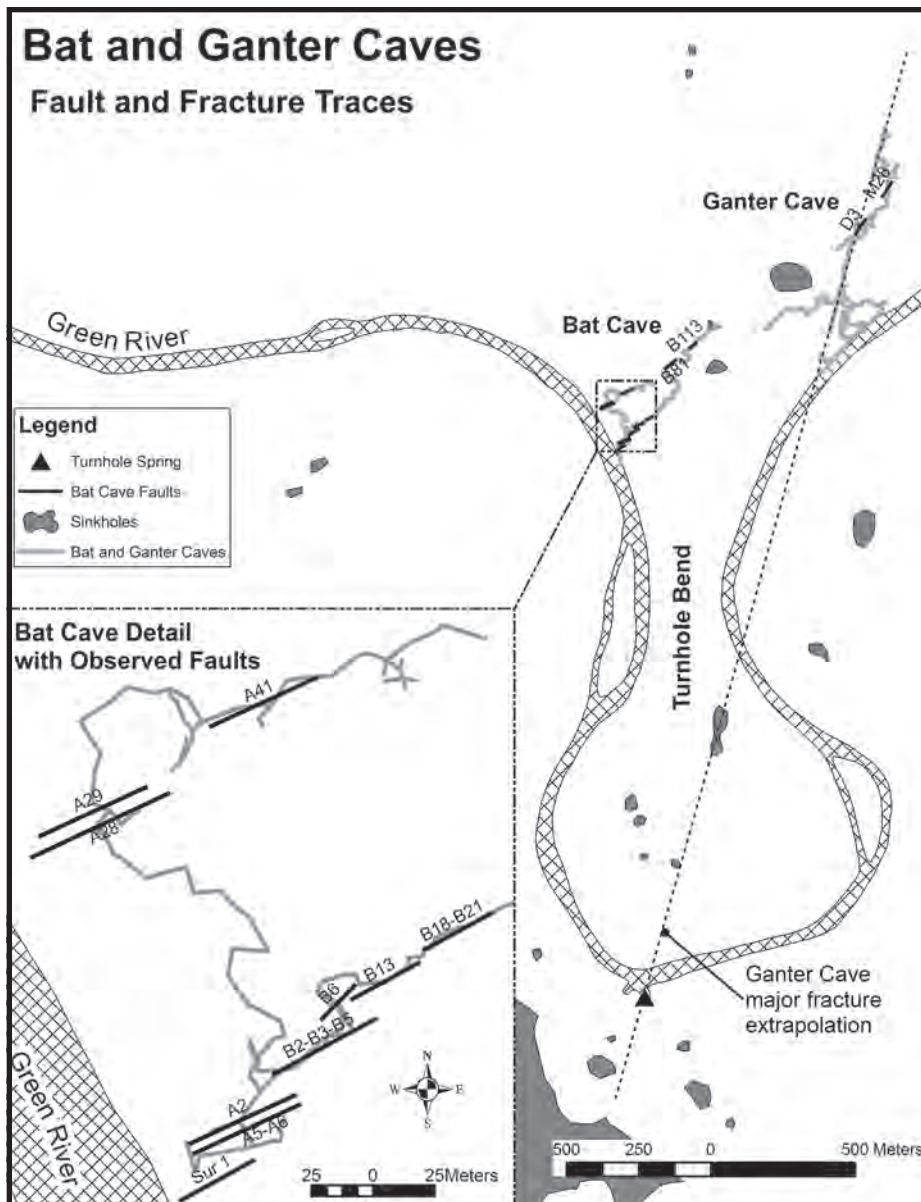 Bat and Ganter Caves
Fault and Fracture Traces
Ganter Cave
D3 - M26
Green River
Bat Cave
B113
B81
Legend
Turnhole Spring
Bat Cave Faults
Sinkholes
Bat and Ganter Caves
Turnhole Bend
Bat Cave Detail
with Observed Faults
A41
A29
A28
B18-B21
B13
B6
B2-B3-B5
A2
A5-A6
Sur 1
Green River
N
W E
S
25 0 25Meters
Ganter Cave
major fracture
extrapolation
500 250 0 500 Meters